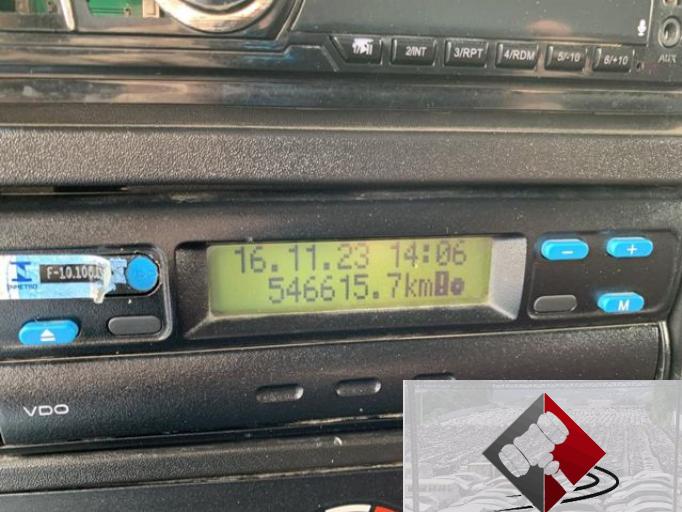 2/INT 3/RPT 4/RDM 5/-10 6/+10 AUX
16.11.23 14:06
546615.7km
F-10.100
INMETRO
M
VDO